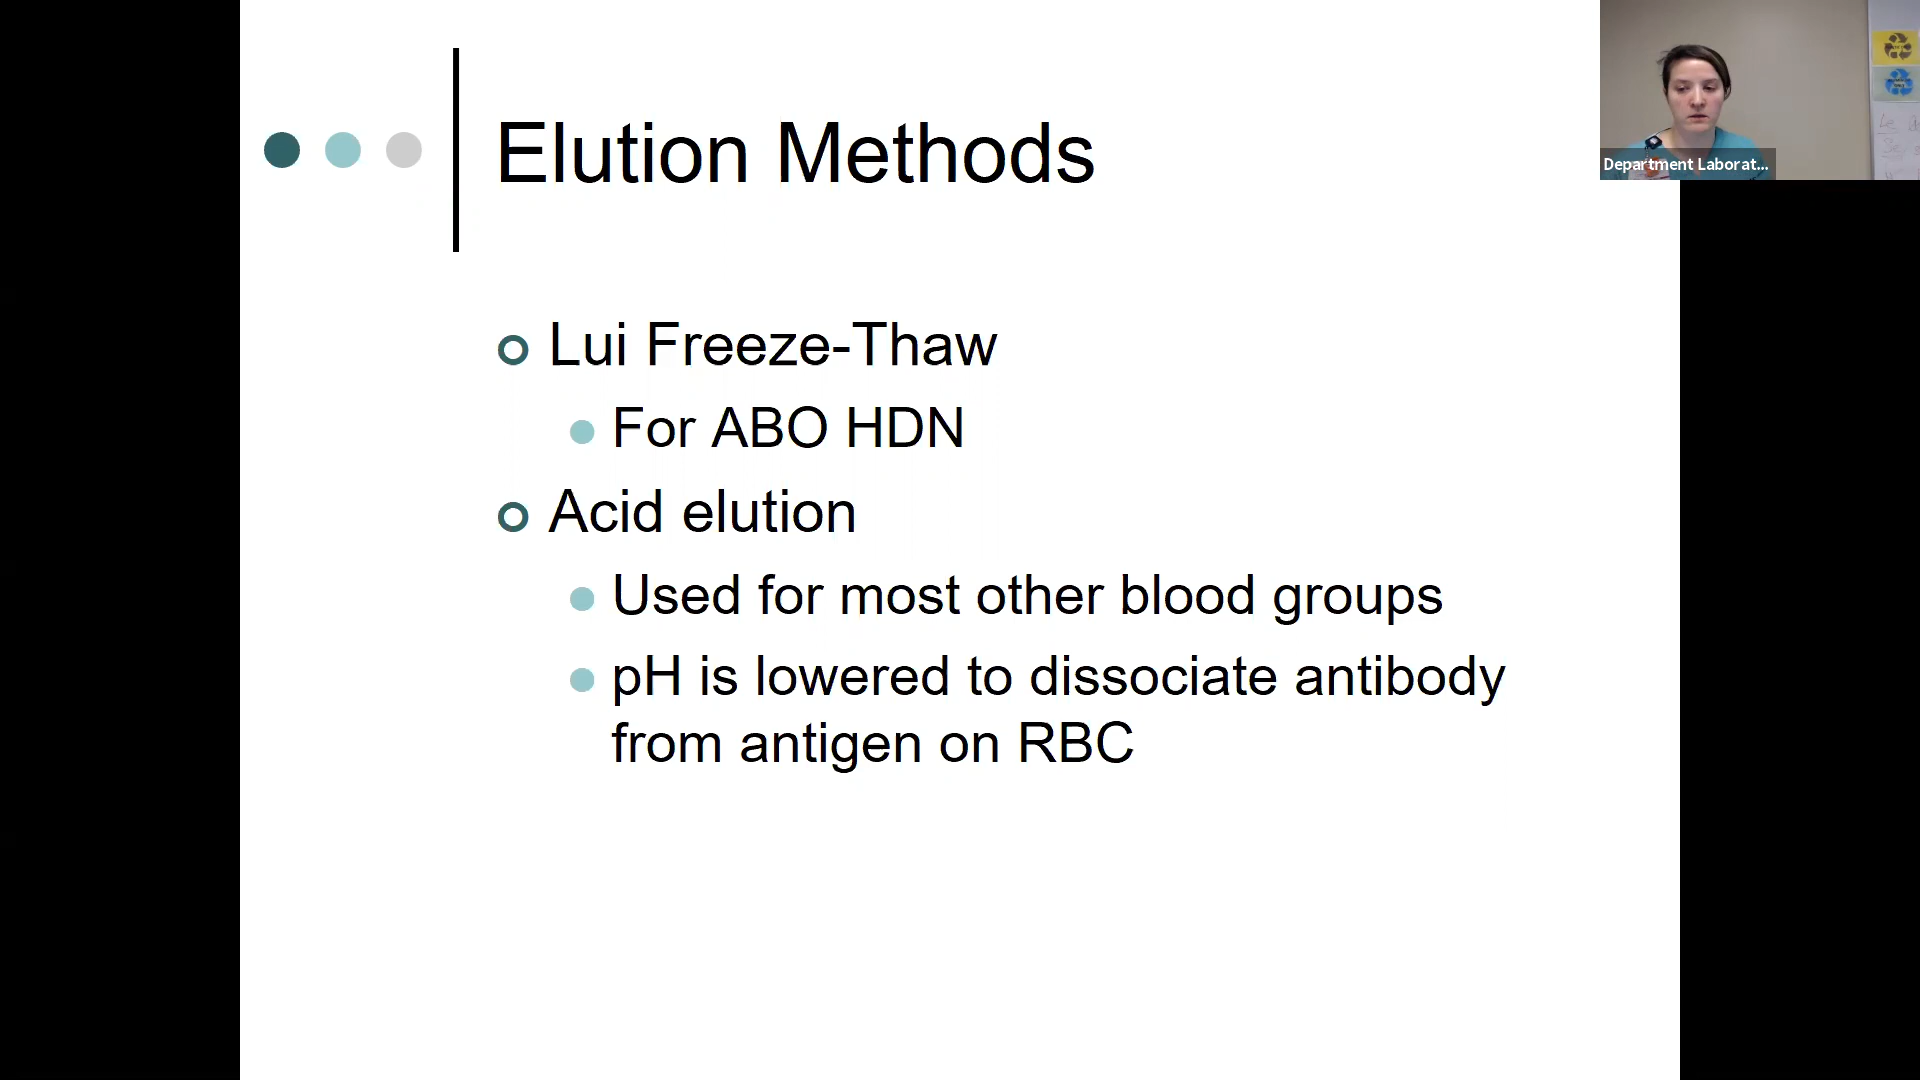 Elution Methods
Lui Freeze-Thaw
For ABO HDN
Acid elution
Used for most other blood groups
pH is lowered to dissociate antibody
from antigen on RBC
Department Laborat...